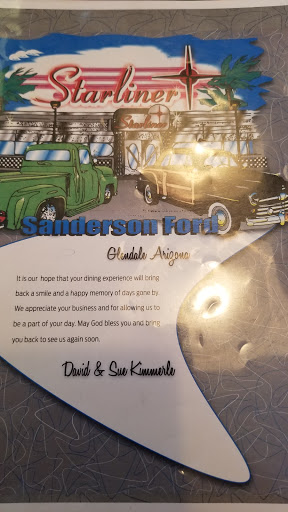 Starliner
Sanderson Ford
Glendale Arizona
It is our hope that your dining experience will bring
back a smile and a happy memory of days gone by.
We appreciate your business and for allowing us to
be a part of your day. May God bless you and bring
you back to see us again soon.
David & Sue Kimmerle